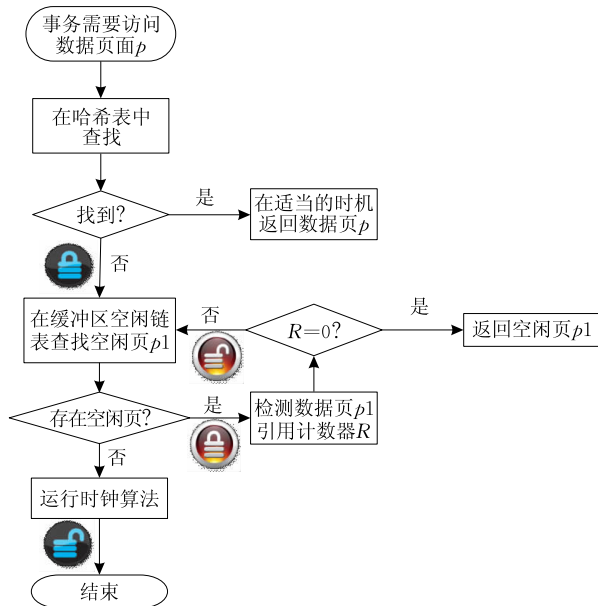 事务需要访问
数据页面p
在哈希表中
查找
找到?
是
在适当的时机
返回数据页p
否
在缓冲区空闲链
表查找空闲页p1
否
R=0?
是
返回空闲页p1
存在空闲页?
是
检测数据页p1
引用计数器R
否
运行时钟算法
结束